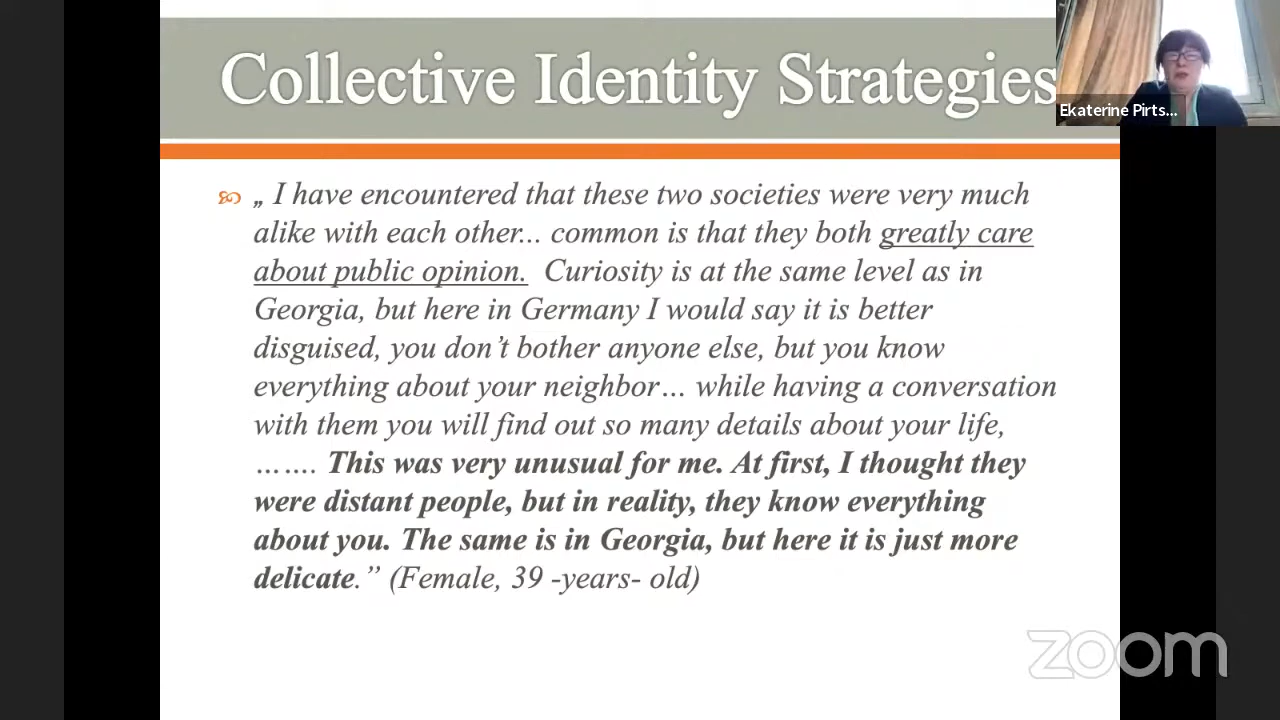 Collective Identity Strategies
Ekaterine Pirts...
„ I have encountered that these two societies were very much
alike with each other... common is that they both greatly care
about public opinion. Curiosity is at the same level as in
Georgia, but here in Germany I would say it is better
disguised, you don’t bother anyone else, but you know
everything about your neighbor… while having a conversation
with them you will find out so many details about your life,
……. This was very unusual for me. At first, I thought they
were distant people, but in reality, they know everything
about you. The same is in Georgia, but here it is just more
delicate.” (Female, 39 -years- old)
zoom